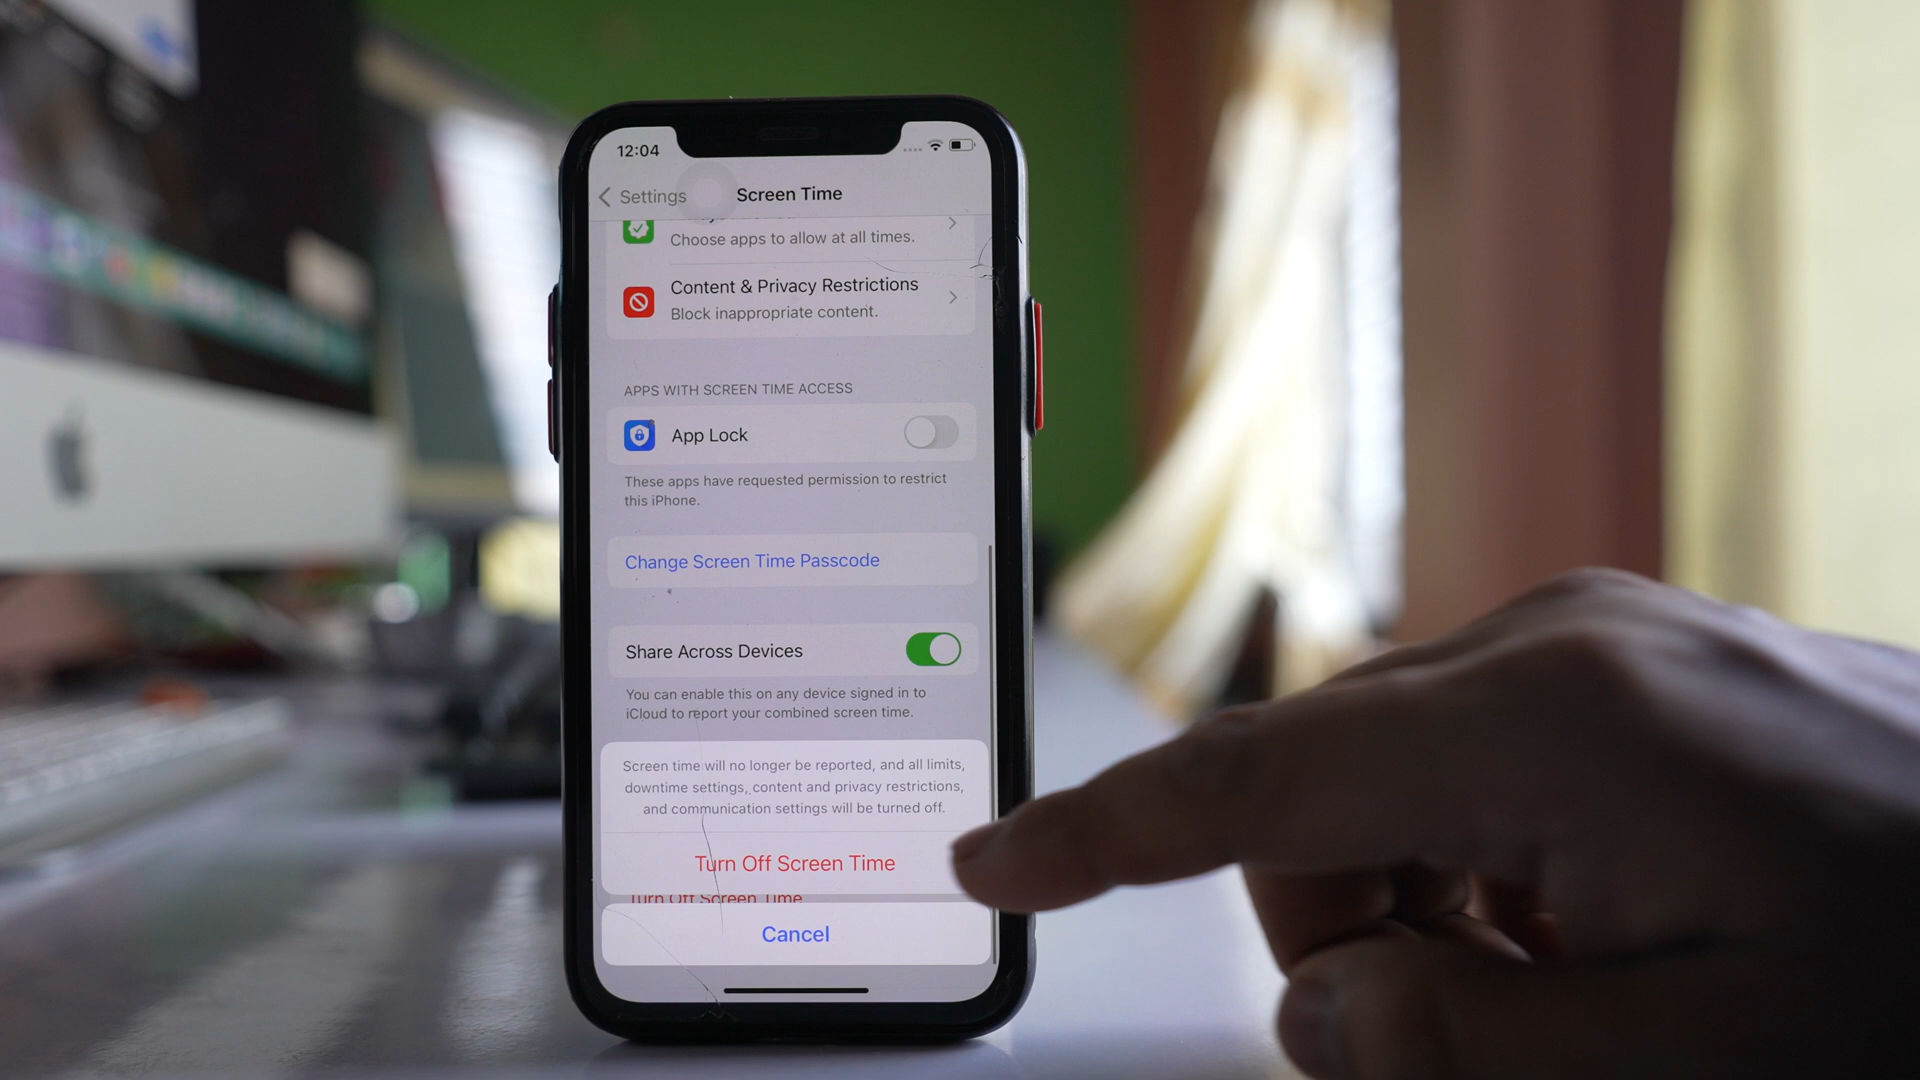 12:04
Settings
Screen Time
Choose apps to allow at all times.
Content & Privacy Restrictions
Block inappropriate content.
APPS WITH SCREEN TIME ACCESS
App Lock
These apps have requested permission to restrict
this iPhone.
Change Screen Time Passcode
Share Across Devices
You can enable this on any device signed in to
iCloud to report your combined screen time.
Screen time will no longer be reported, and all limits,
downtime settings, content and privacy restrictions,
and communication settings will be turned off.
Turn Off Screen Time
Turn Off Screen Time
Cancel